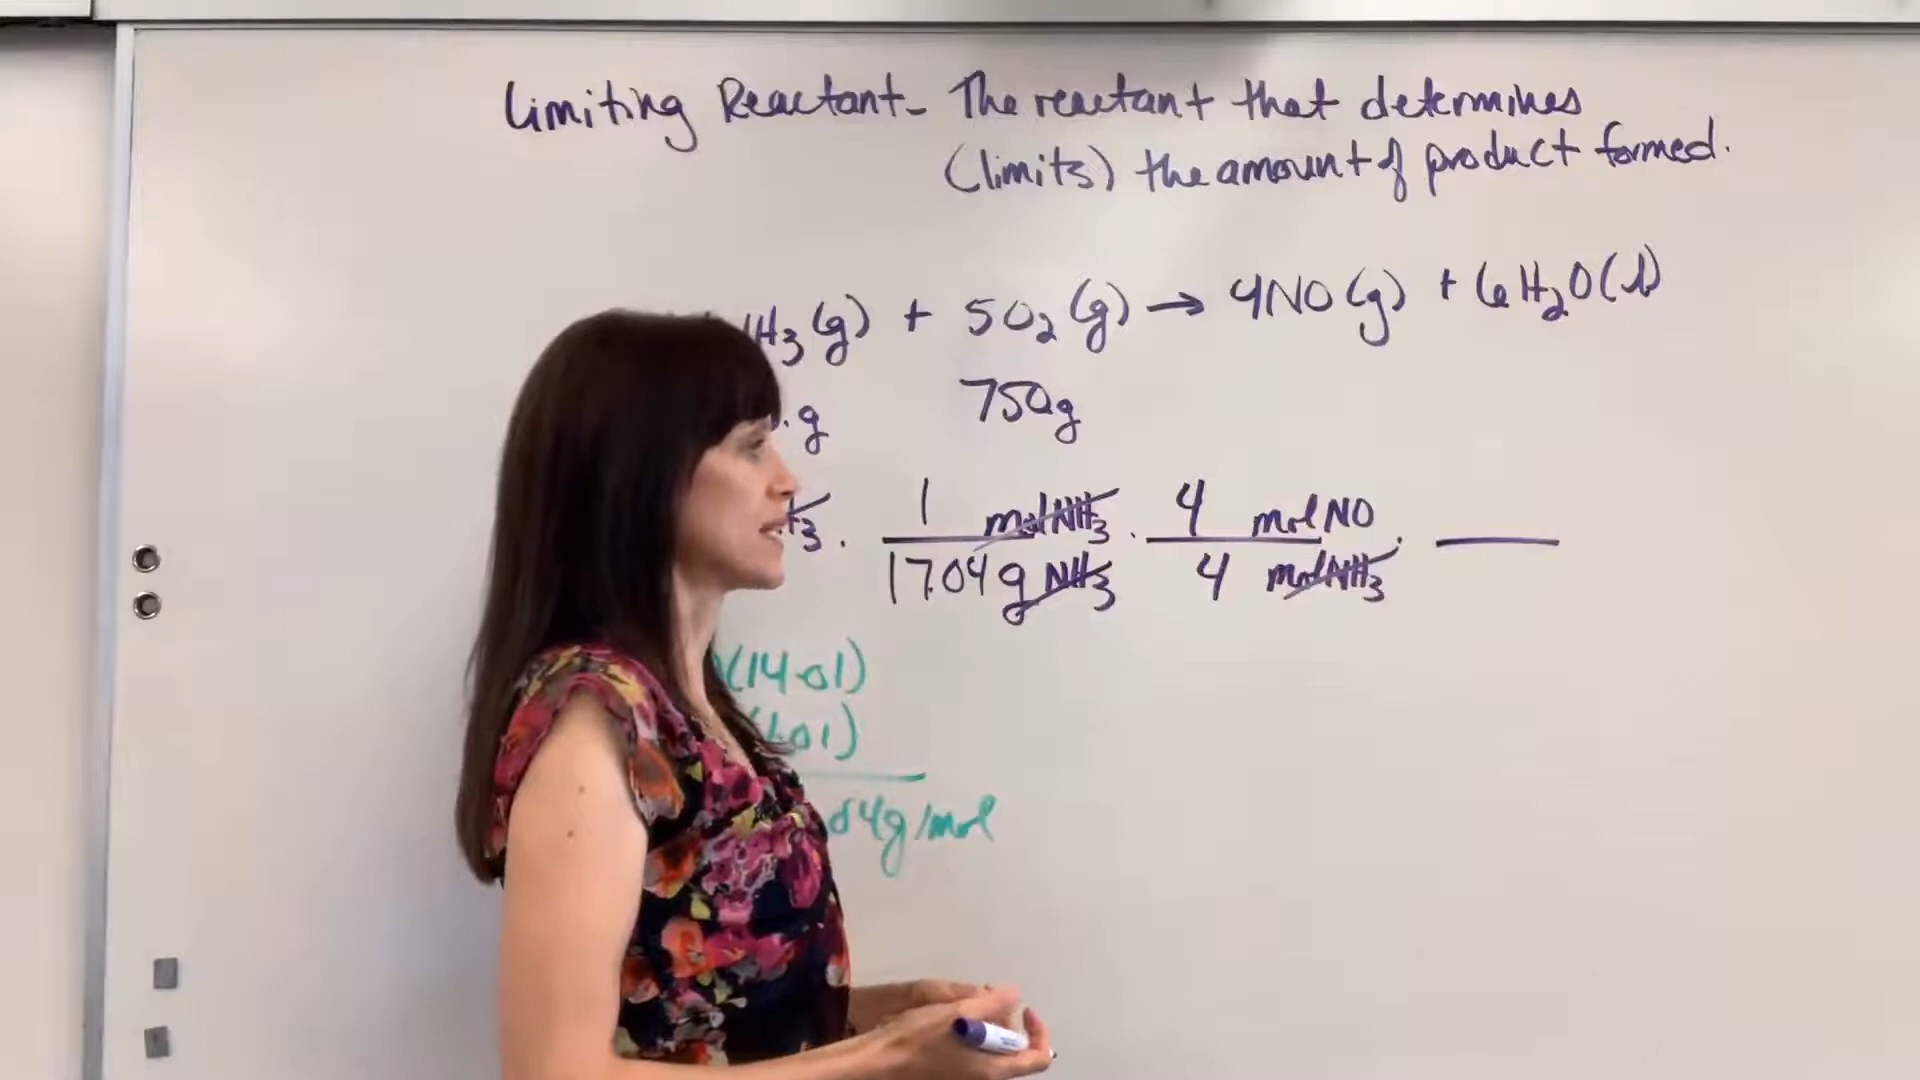 Limiting Reactant- The reactant that determines
(limits) the amount of product formed.
H₃(g) + 5O₂(g) → 4NO(g) + 6H₂O(l)
. g 750g
1 mol NH₃ . 4 mol NO .
17.04g NH₃ 4 mol NH₃
(14.01)
(1.01)
04g/mol